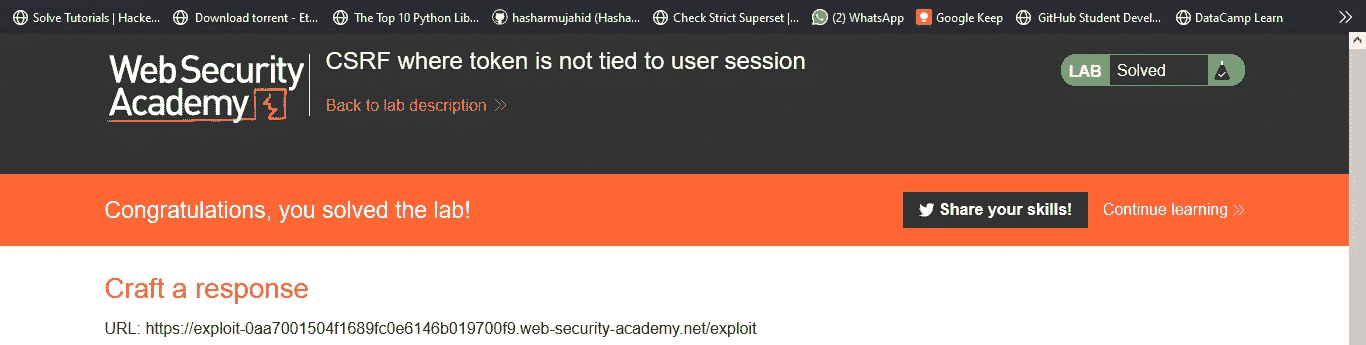 Solve Tutorials | Hacke... Download torrent - Et... The Top 10 Python Lib... hasharmujahid (Hasha... Check Strict Superset |... (2) WhatsApp Google Keep GitHub Student Devel... DataCamp Learn
Web Security Academy
CSRF where token is not tied to user session
Back to lab description
LAB Solved
Congratulations, you solved the lab!
Share your skills! Continue learning
Craft a response
URL: https://exploit-0aa7001504f1689fc0e6146b019700f9.web-security-academy.net/exploit